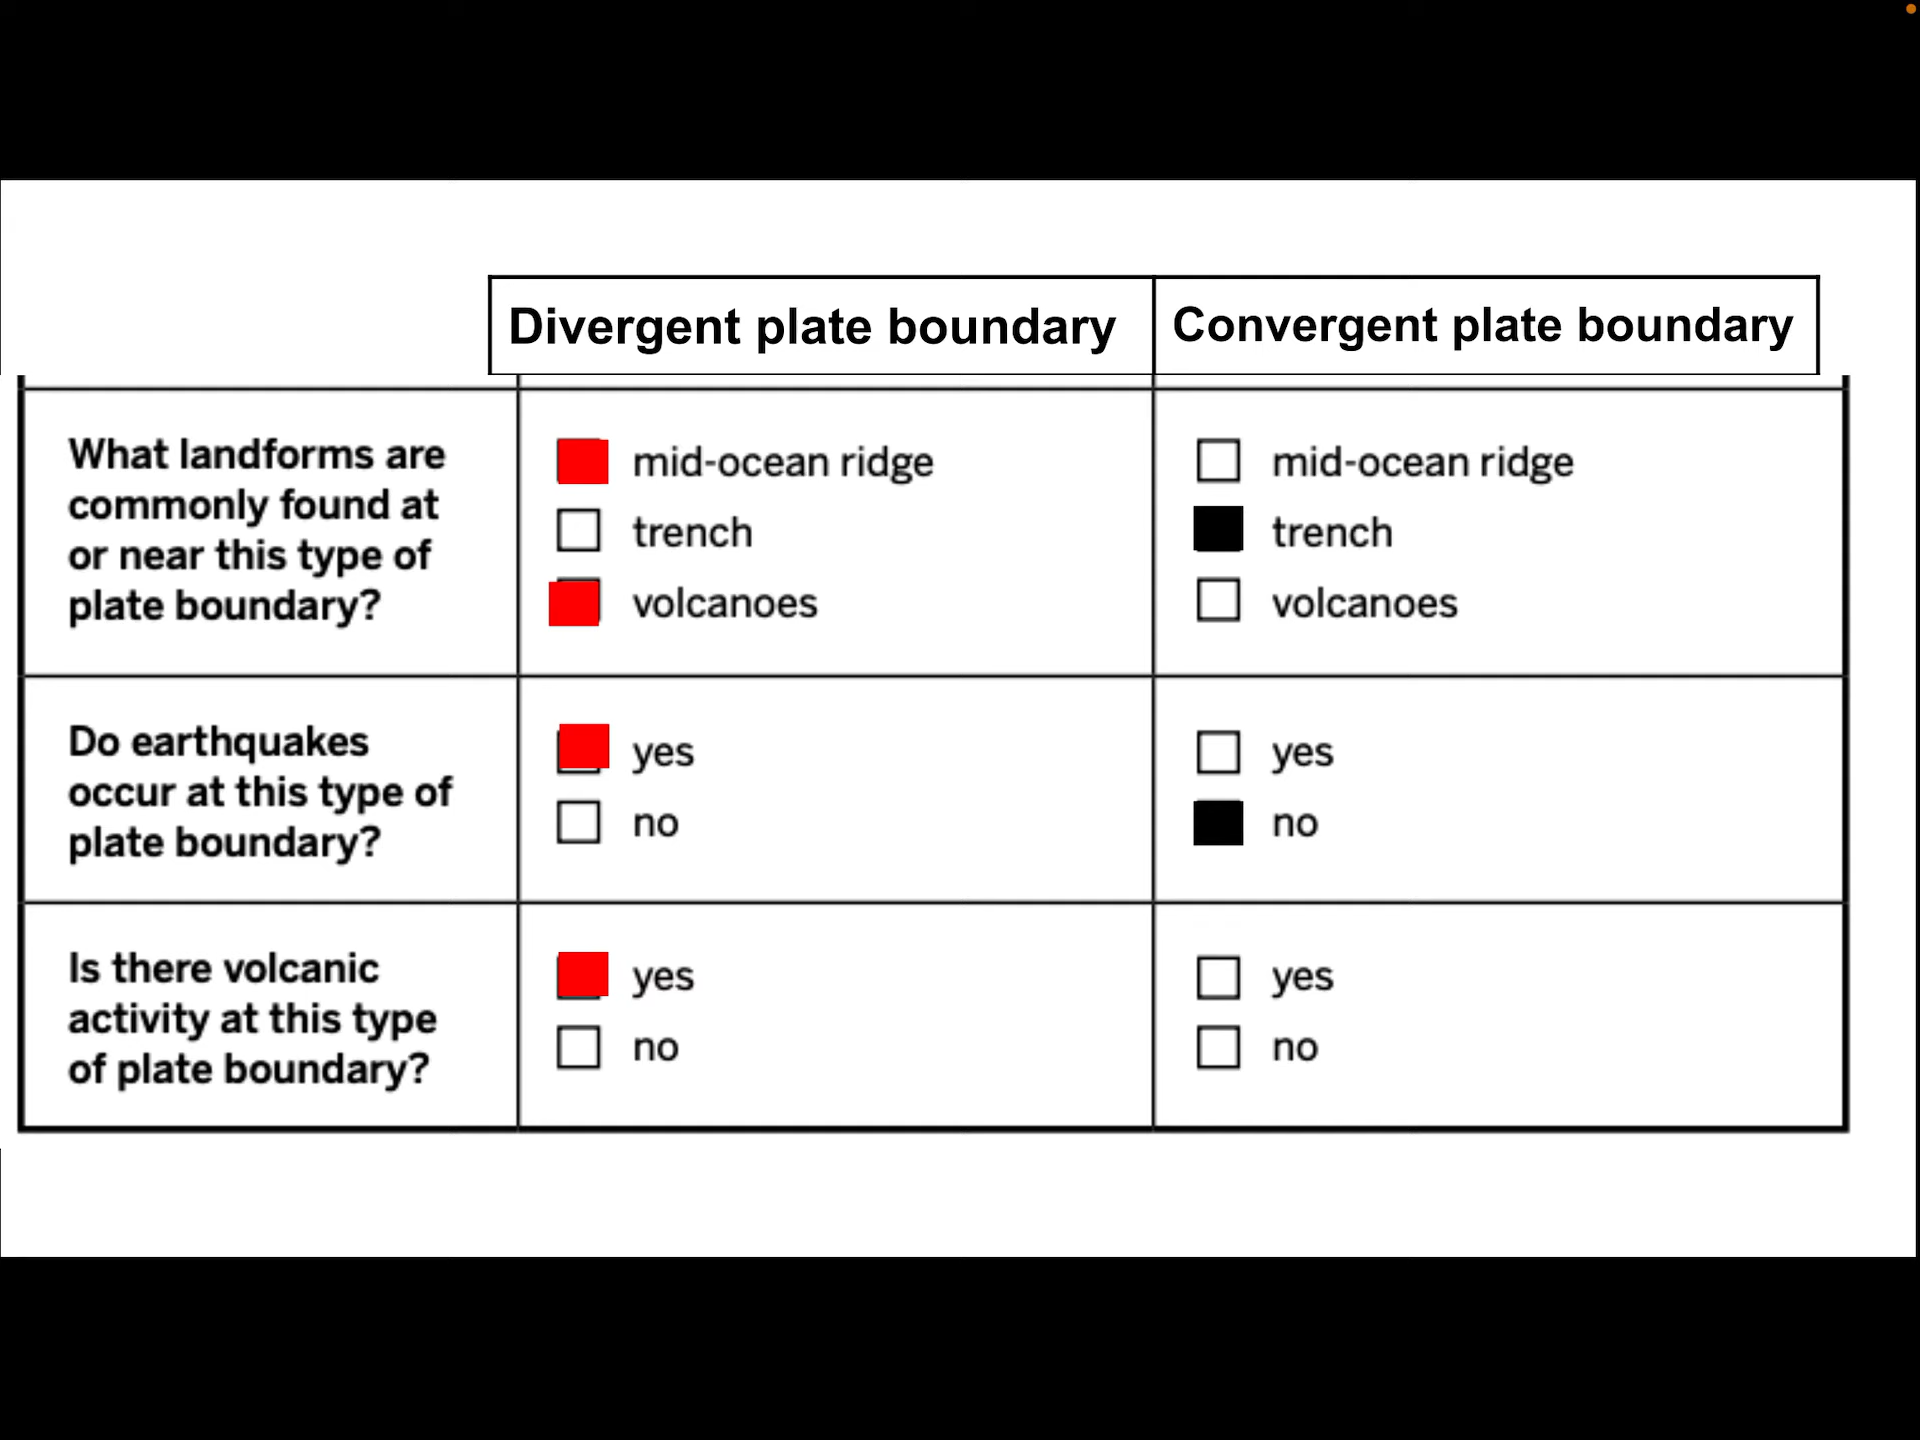 Divergent plate boundary
Convergent plate boundary
What landforms are
commonly found at
or near this type of
plate boundary?
mid-ocean ridge
trench
volcanoes
mid-ocean ridge
trench
volcanoes
Do earthquakes
occur at this type of
plate boundary?
yes
no
yes
no
Is there volcanic
activity at this type
of plate boundary?
yes
no
yes
no